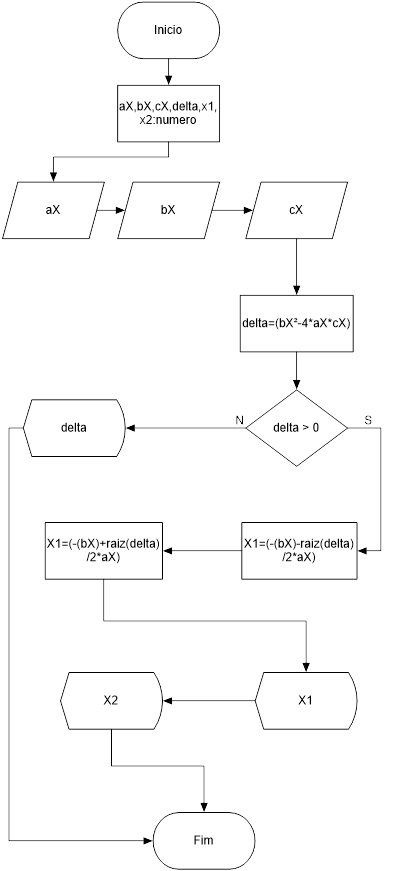 Inicio
aX,bX,cX,delta,x1,
x2:numero
aX
bX
cX
delta=(bX²-4*aX*cX)
delta > 0
N
S
delta
X1=(-(bX)-raiz(delta)
/2*aX)
X1=(-(bX)+raiz(delta)
/2*aX)
X1
X2
Fim